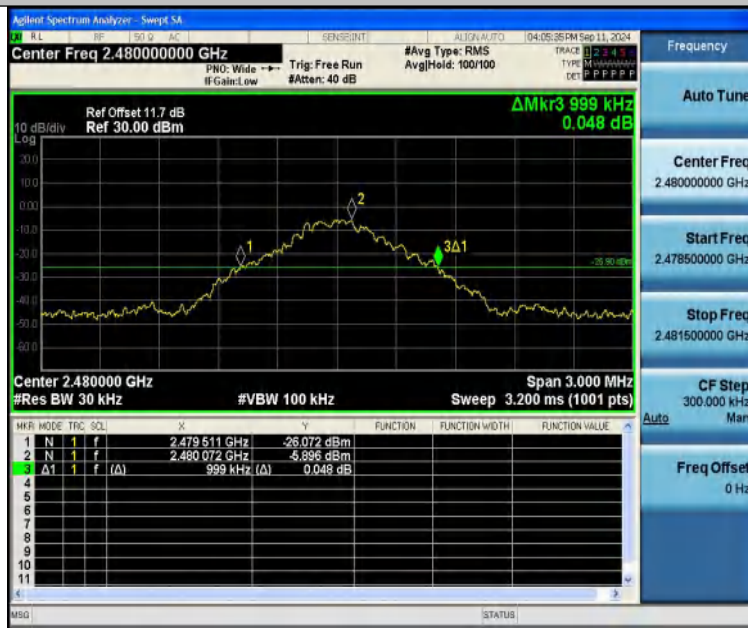 Agilent Spectrum Analyzer - Swept SA
RL RF 50 Ω AC SENSE:INT ALIGN AUTO 04:05:35 PM Sep 11, 2024
Center Freq 2.480000000 GHz
PNO: Wide
IFGain:Low
Trig: Free Run
#Atten: 40 dB
#Avg Type: RMS
Avg|Hold: 100/100
TRACE 1 2 3 4 5 6
TYPE M
DET P P P P P P
Ref Offset 11.7 dB
Ref 30.00 dBm
10 dB/div
Log
ΔMkr3 999 kHz
0.048 dB
20.0
10.0
0.00
-10.0
-20.0
-30.0
-40.0
-50.0
-60.0
1
2
3Δ1
Center 2.480000 GHz
Span 3.000 MHz
#Res BW 30 kHz
#VBW 100 kHz
Sweep 3.200 ms (1001 pts)
MKR MODE TRC SCL X Y FUNCTION FUNCTION WIDTH FUNCTION VALUE
1 N 1 f 2.479 511 GHz -26.072 dBm
2 N 1 f 2.480 072 GHz -5.896 dBm
3 Δ1 1 f (Δ) 999 kHz (Δ) 0.048 dB
4
5
6
7
8
9
10
11
MSG
STATUS
Frequency
Auto Tune
Center Freq
2.480000000 GHz
Start Freq
2.478500000 GHz
Stop Freq
2.481500000 GHz
CF Step
300.000 kHz
Auto Man
Freq Offset
0 Hz